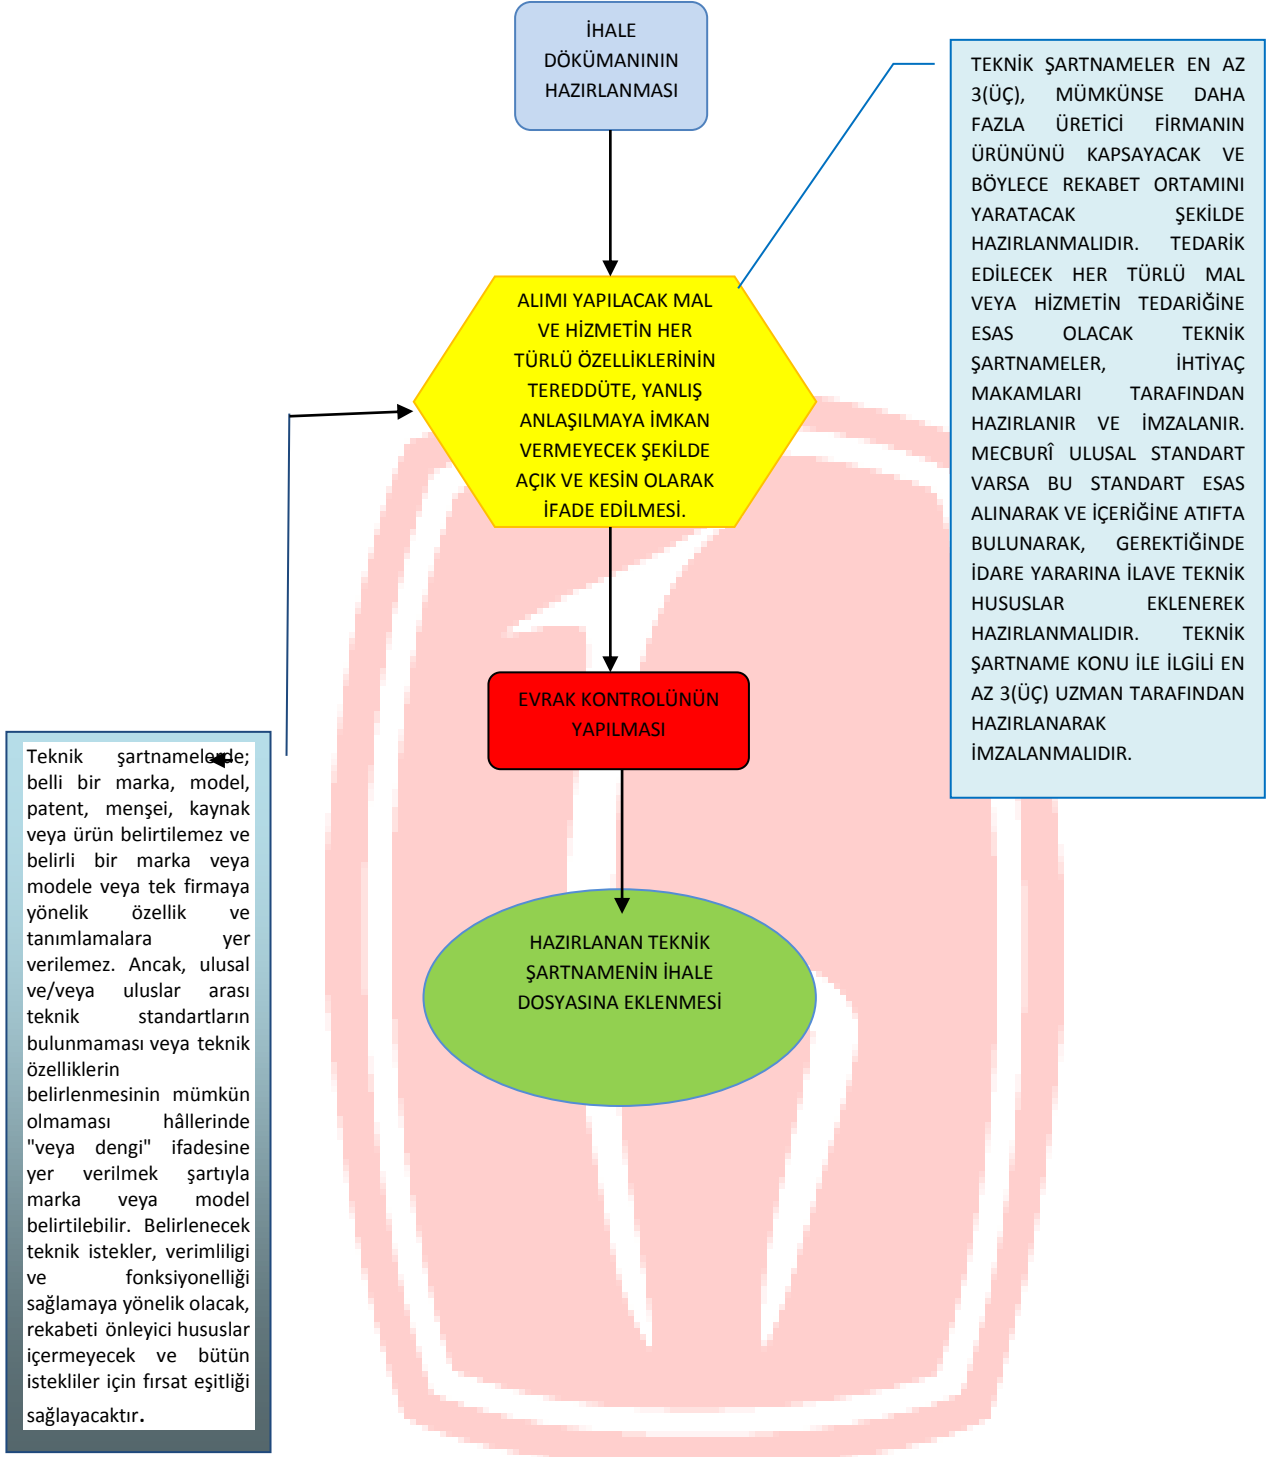 İHALE
DÖKÜMANININ
HAZIRLANMASI
TEKNİK ŞARTNAMELER EN AZ
3(ÜÇ), MÜMKÜNSE DAHA
FAZLA ÜRETİCİ FİRMANIN
ÜRÜNÜNÜ KAPSAYACAK VE
BÖYLECE REKABET ORTAMINI
YARATACAK ŞEKİLDE
HAZIRLANMALIDIR. TEDARİK
EDİLECEK HER TÜRLÜ MAL
VEYA HİZMETİN TEDARİĞİNE
ESAS OLACAK TEKNİK
ŞARTNAMELER, İHTİYAÇ
MAKAMLARI TARAFINDAN
HAZIRLANIR VE İMZALANIR.
MECBURÎ ULUSAL STANDART
VARSA BU STANDART ESAS
ALINARAK VE İÇERİĞİNE ATIFTA
BULUNARAK, GEREKTİĞİNDE
İDARE YARARINA İLAVE TEKNİK
HUSUSLAR EKLENEREK
HAZIRLANMALIDIR. TEKNİK
ŞARTNAME KONU İLE İLGİLİ EN
AZ 3(ÜÇ) UZMAN TARAFINDAN
HAZIRLANARAK
İMZALANMALIDIR.
ALIMI YAPILACAK MAL
VE HİZMETİN HER
TÜRLÜ ÖZELLİKLERİNİN
TEREDDÜTE, YANLIŞ
ANLAŞILMAYA İMKAN
VERMEYECEK ŞEKİLDE
AÇIK VE KESİN OLARAK
İFADE EDİLMESİ.
EVRAK KONTROLÜNÜN
YAPILMASI
Teknik şartnamelerde;
belli bir marka, model,
patent, menşei, kaynak
veya ürün belirtilemez ve
belirli bir marka veya
modele veya tek firmaya
yönelik özellik ve
tanımlamalara yer
verilemez. Ancak, ulusal
ve/veya uluslar arası
teknik standartların
bulunmaması veya teknik
özelliklerin
belirlenmesinin mümkün
olmaması hâllerinde
"veya dengi" ifadesine
yer verilmek şartıyla
marka veya model
belirtilebilir. Belirlenecek
teknik istekler, verimliligi
ve fonksiyonelliği
sağlamaya yönelik olacak,
rekabeti önleyici hususlar
içermeyecek ve bütün
istekliler için fırsat eşitliği
sağlayacaktır.
HAZIRLANAN TEKNİK
ŞARTNAMENİN İHALE
DOSYASINA EKLENMESİ